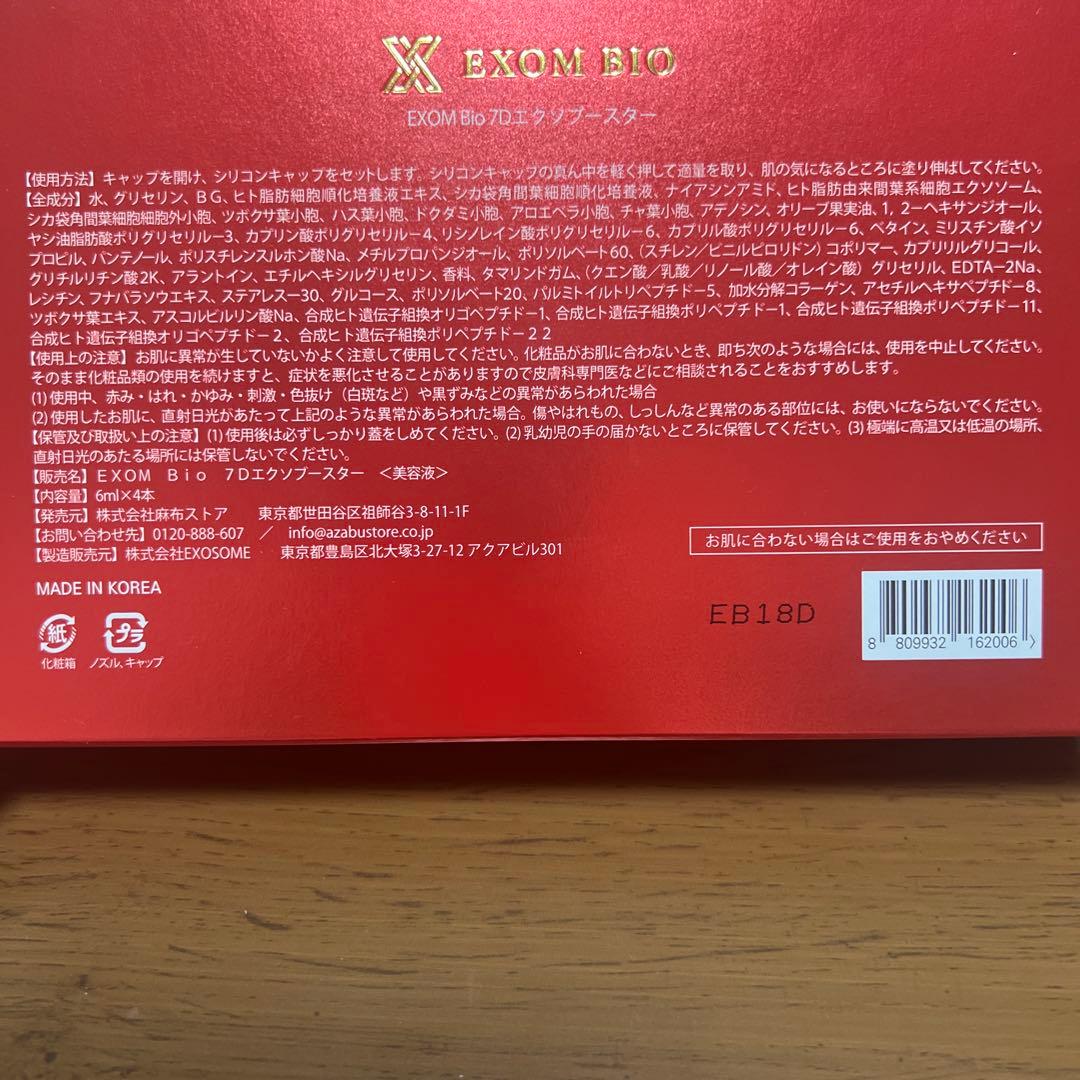 EXOM BIO
EXOM Bio 7Dエクソブースター
【使用方法】キャップを開け、シリコンキャップをセットします。シリコンキャップの真ん中を軽く押して適量を取り、肌の気になるところに塗り伸ばしてください。
【全成分】水、グリセリン、BG、ヒト脂肪細胞順化培養液エキス、シカ袋角間葉細胞順化培養液、ナイアシンアミド、ヒト脂肪由来間葉系細胞エクソソーム、
シカ袋角間葉細胞細胞外小胞、ツボクサ葉小胞、ハス葉小胞、ドクダミ小胞、アロエベラ小胞、チャ葉小胞、アデノシン、オリーブ果実油、1,2-ヘキサンジオール、
ヤシ油脂肪酸ポリグリセリル-3、カプリン酸ポリグリセリル-4、リシノレイン酸ポリグリセリル-6、カプリル酸ポリグリセリル-6、ベタイン、ミリスチン酸イソ
プロピル、パンテノール、ポリスチレンスルホン酸Na、メチルプロパンジオール、ポリソルベート60、(スチレン/ビニルピロリドン)コポリマー、カプリリルグリコール、
グリチルリチン酸2K、アラントイン、エチルヘキシルグリセリン、香料、タマリンドガム、(クエン酸/乳酸/リノール酸/オレイン酸)グリセリル、EDTA-2Na、
レシチン、フナバラソウエキス、ステアレス-30、グルコース、ポリソルベート20、パルミトイルトリペプチド-5、加水分解コラーゲン、アセチルヘキサペプチド-8、
ツボクサ葉エキス、アスコルビルリン酸Na、合成ヒト遺伝子組換オリゴペプチド-1、合成ヒト遺伝子組換ポリペプチド-1、合成ヒト遺伝子組換ポリペプチド-11、
合成ヒト遺伝子組換オリゴペプチド-2、合成ヒト遺伝子組換ポリペプチド-22
【使用上の注意】お肌に異常が生じていないかよく注意して使用してください。化粧品がお肌に合わないとき、即ち次のような場合には、使用を中止してください。
そのまま化粧品類の使用を続けますと、症状を悪化させることがありますので皮膚科専門医などにご相談されることをおすすめします。
(1)使用中、赤み・はれ・かゆみ・刺激・色抜け(白斑など)や黒ずみなどの異常があらわれた場合
(2)使用したお肌に、直射日光があたって上記のような異常があらわれた場合。傷やはれもの、しっしんなど異常のある部位には、お使いにならないでください。
【保管及び取扱い上の注意】(1)使用後は必ずしっかり蓋をしめてください。(2)乳幼児の手の届かないところに保管してください。(3)極端に高温又は低温の場所、
直射日光のあたる場所には保管しないでください。
【販売名】EXOM Bio 7Dエクソブースター <美容液>
【内容量】6ml×4本
【発売元】株式会社麻布ストア 東京都世田谷区祖師谷3-8-11-1F
【お問い合わせ先】0120-888-607 / info@azabustore.co.jp
【製造販売元】株式会社EXOSOME 東京都豊島区北大塚3-27-12 アクアビル301
お肌に合わない場合はご使用をおやめください
MADE IN KOREA
EB18D
紙
プラ
化粧箱 ノズル、キャップ
8 809932 162006